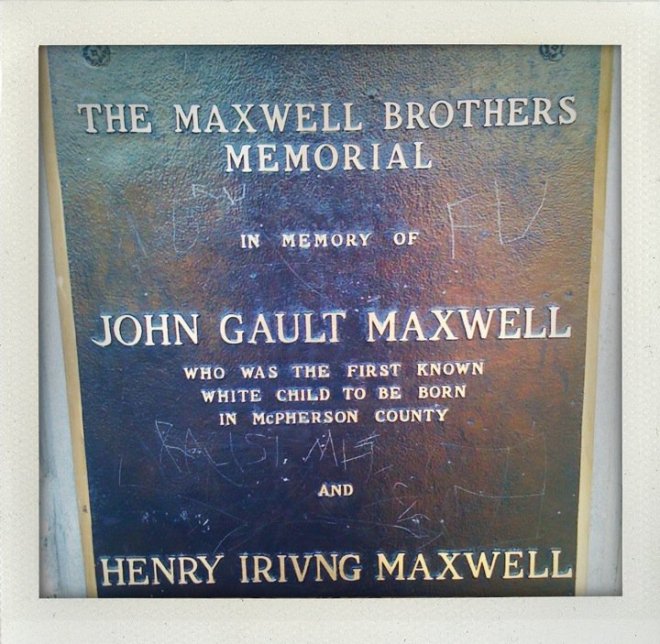 THE MAXWELL BROTHERS
MEMORIAL
IN MEMORY OF
FU
JOHN GAULT MAXWELL
WHO WAS THE FIRST KNOWN
WHITE CHILD TO BE BORN
IN McPHERSON COUNTY
AND
HENRY IRIVNG MAXWELL